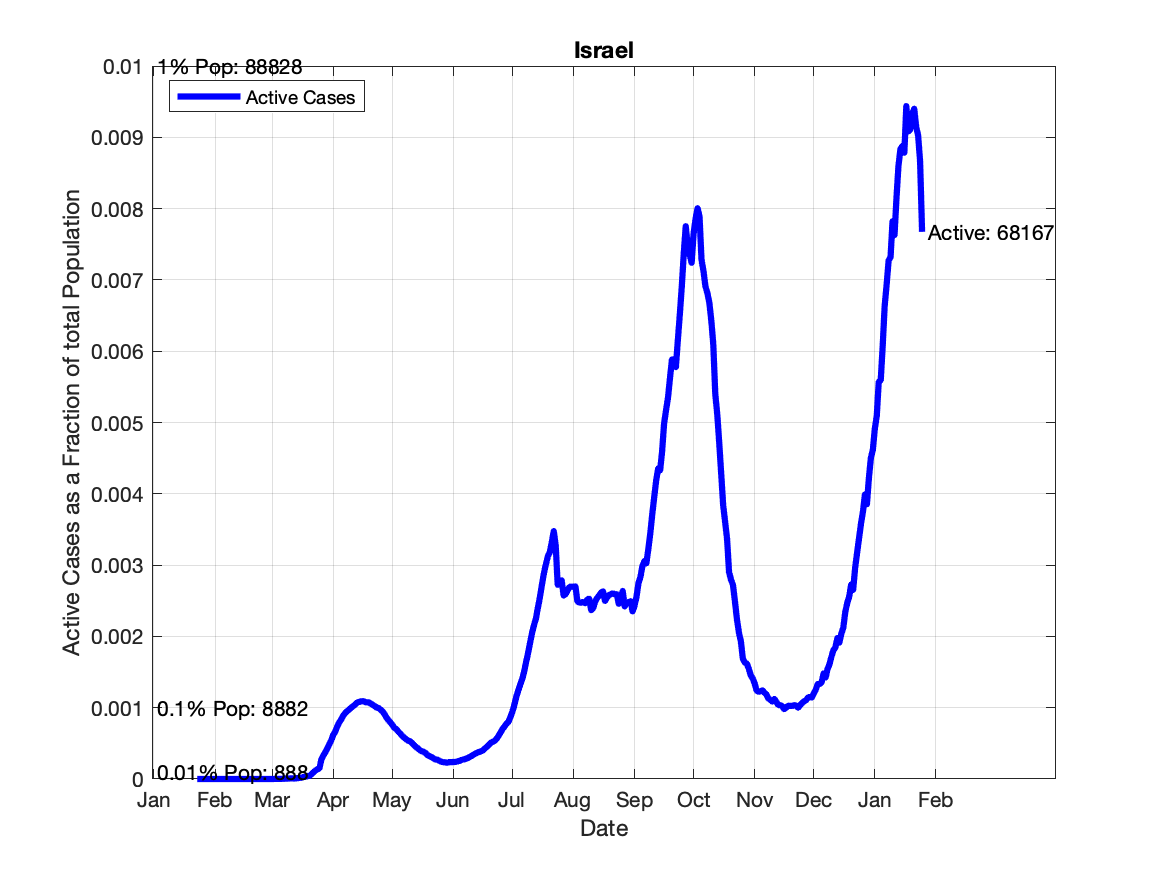 Israel
0.01
1% Pop: 88828
Active Cases
0.009
0.008
Active: 68167
0.007
0.006
0.005
0.004
0.003
0.002
0.001
0.1% Pop: 8882
0
0.01% Pop: 888
Active Cases as a Fraction of total Population
Jan Feb Mar Apr May Jun Jul Aug Sep Oct Nov Dec Jan Feb
Date